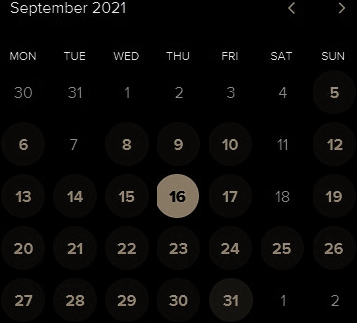 September 2021 < >
MON TUE WED THU FRI SAT SUN
30 31 1 2 3 4 5
6 7 8 9 10 11 12
13 14 15 16 17 18 19
20 21 22 23 24 25 26
27 28 29 30 31 1 2